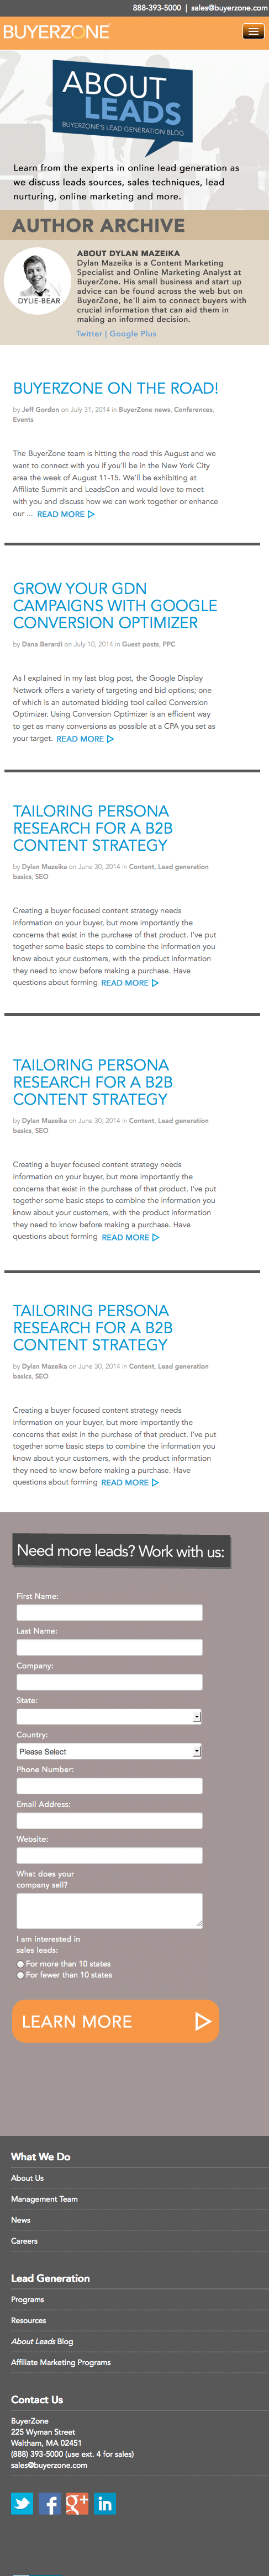 888-393-5000 | sales@buyerzone.com
BUYERZONE
ABOUT
LEADS
BUYERZONE'S LEAD GENERATION BLOG
Learn from the experts in online lead generation as
we discuss leads sources, sales techniques, lead
nurturing, online marketing and more.
AUTHOR ARCHIVE
DYLIE-BEAR
ABOUT DYLAN MAZEIKA
Dylan Mazeika is a Content Marketing
Specialist and Online Marketing Analyst at
BuyerZone. His small business and start up
advice can be found across the web but on
BuyerZone, he'll aim to connect buyers with
crucial information that can aid them in
making an informed decision.
Twitter | Google Plus
BUYERZONE ON THE ROAD!
by Jeff Gordon on July 31, 2014 in BuyerZone news, Conferences,
Events
The BuyerZone team is hitting the road this August and we
want to connect with you if you'll be in the New York City
area the week of August 11-15. We'll be exhibiting at
Affiliate Summit and LeadsCon and would love to meet
with you and discuss how we can work together to enhance
our ... READ MORE
GROW YOUR GDN
CAMPAIGNS WITH GOOGLE
CONVERSION OPTIMIZER
by Dana Berardi on July 10, 2014 in Guest posts, PPC
As I explained in my last blog post, the Google Display
Network offers a variety of targeting and bid options; one
of which is an automated bidding tool called Conversion
Optimizer. Using Conversion Optimizer is an efficient way
to get as many conversions as possible at a CPA you set as
your target. READ MORE
TAILORING PERSONA
RESEARCH FOR A B2B
CONTENT STRATEGY
by Dylan Mazeika on June 30, 2014 in Content, Lead generation
basics, SEO
Creating a buyer focused content strategy needs
information on your buyer, but more importantly the
concerns that exist in the purchase of that product. I've put
together some basic steps to combine the information you
know about your customers, with the product information
they need to know before making a purchase. Have
questions about forming READ MORE
TAILORING PERSONA
RESEARCH FOR A B2B
CONTENT STRATEGY
by Dylan Mazeika on June 30, 2014 in Content, Lead generation
basics, SEO
Creating a buyer focused content strategy needs
information on your buyer, but more importantly the
concerns that exist in the purchase of that product. I've put
together some basic steps to combine the information you
know about your customers, with the product information
they need to know before making a purchase. Have
questions about forming READ MORE
TAILORING PERSONA
RESEARCH FOR A B2B
CONTENT STRATEGY
by Dylan Mazeika on June 30, 2014 in Content, Lead generation
basics, SEO
Creating a buyer focused content strategy needs
information on your buyer, but more importantly the
concerns that exist in the purchase of that product. I've put
together some basic steps to combine the information you
know about your customers, with the product information
they need to know before making a purchase. Have
questions about forming READ MORE
Need more leads? Work with us:
First Name:
Last Name:
Company:
State:
Country:
Please Select
Phone Number:
Email Address:
Website:
What does your
company sell?
I am interested in
sales leads:
For more than 10 states
For fewer than 10 states
LEARN MORE
What We Do
About Us
Management Team
News
Careers
Lead Generation
Programs
Resources
About Leads Blog
Affiliate Marketing Programs
Contact Us
BuyerZone
225 Wyman Street
Waltham, MA 02451
(888) 393-5000 (use ext. 4 for sales)
sales@buyerzone.com